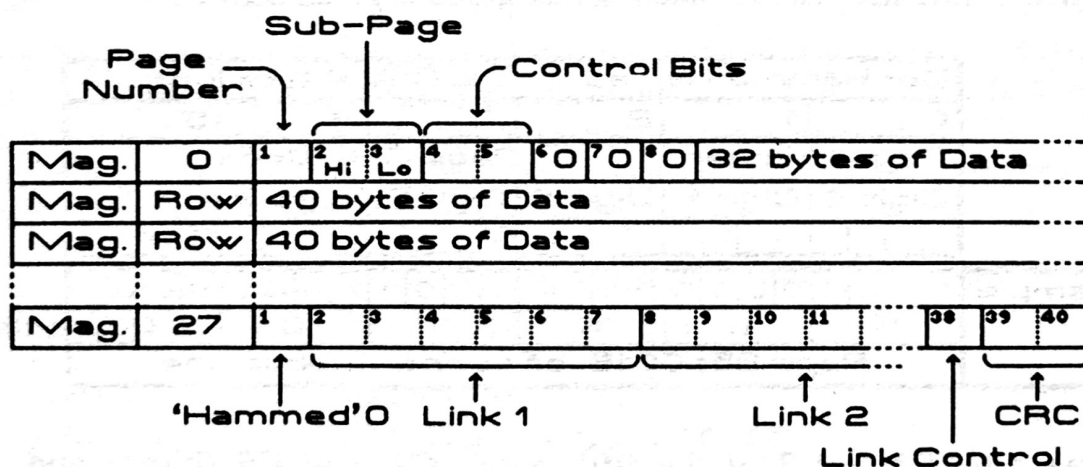 Sub-Page
Page Number
Control Bits
Mag. 0 1 2 Hi 3 Lo 4 5 6 0 7 0 8 0 32 bytes of Data
Mag. Row 40 bytes of Data
Mag. Row 40 bytes of Data
Mag. 27 1 2 3 4 5 6 7 8 9 10 11 38 39 40
'Hammed'0 Link 1 Link 2 CRC
Link Control